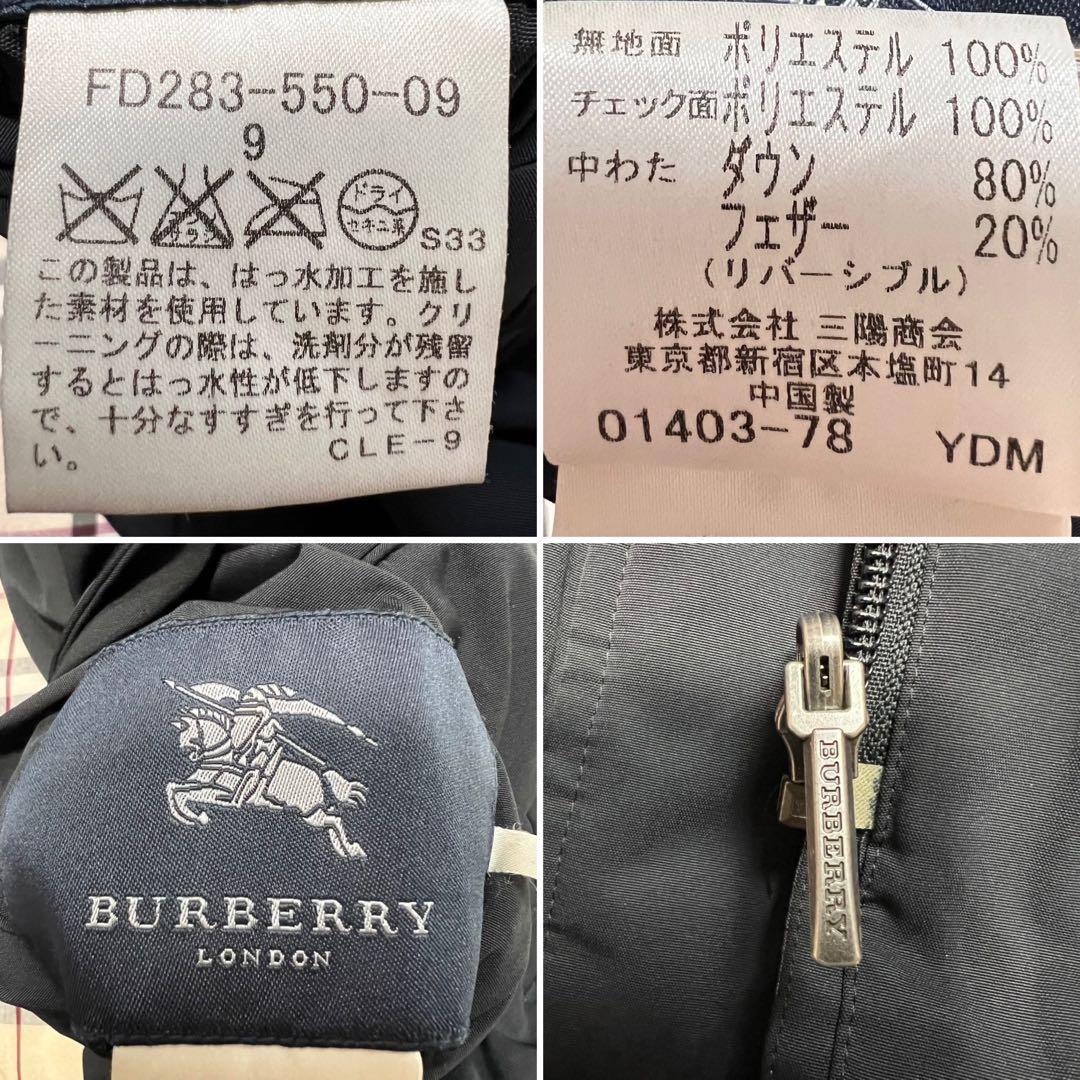 FD283-550-09
9
サラシ
ドライ
セキユ系
S33
この製品は、はっ水加工を施し
た素材を使用しています。クリ
ーニングの際は、洗剤分が残留
するとはっ水性が低下しますの
で、十分なすすぎを行って下さ
い。
CLE-9
無地面 ポリエステル 100%
チェック面 ポリエステル 100%
中わた ダウン 80%
フェザー 20%
(リバーシブル)
株式会社 三陽商会
東京都新宿区本塩町14
中国製
01403-78 YDM
BURBERRY
LONDON
BURBERRY